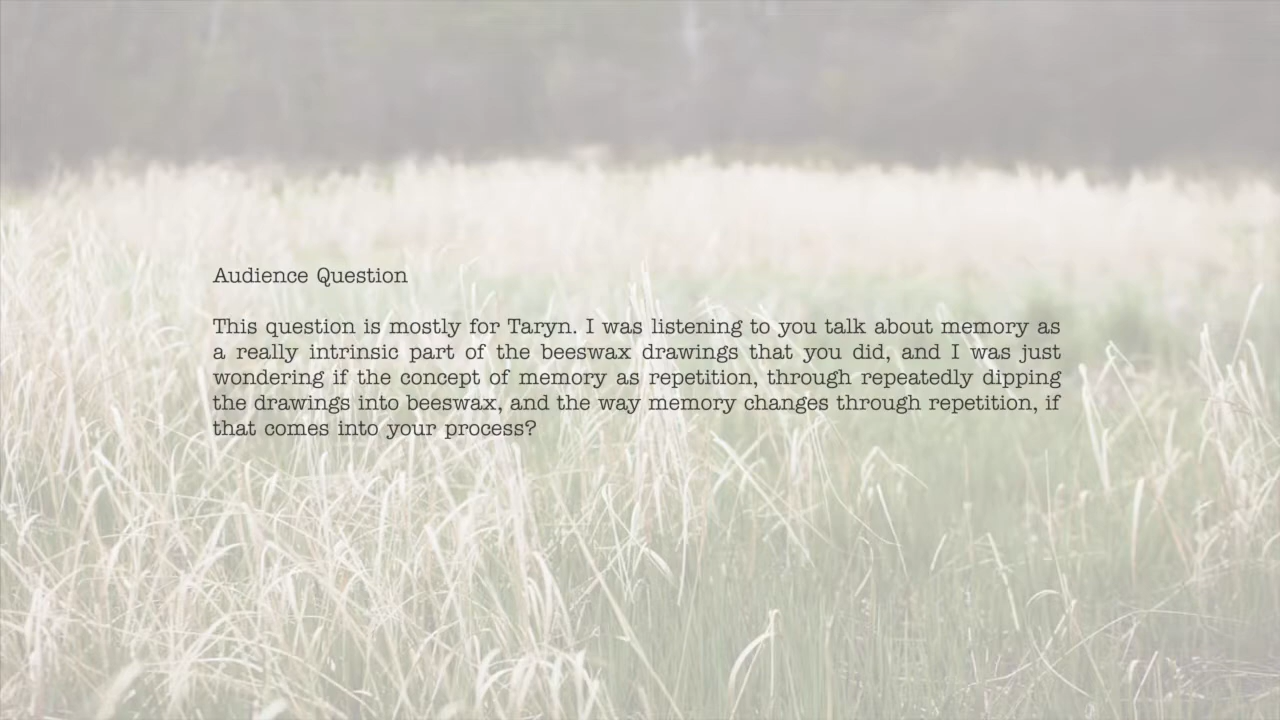 Audience Question
This question is mostly for Taryn. I was listening to you talk about memory as
a really intrinsic part of the beeswax drawings that you did, and I was just
wondering if the concept of memory as repetition, through repeatedly dipping
the drawings into beeswax, and the way memory changes through repetition, if
that comes into your process?